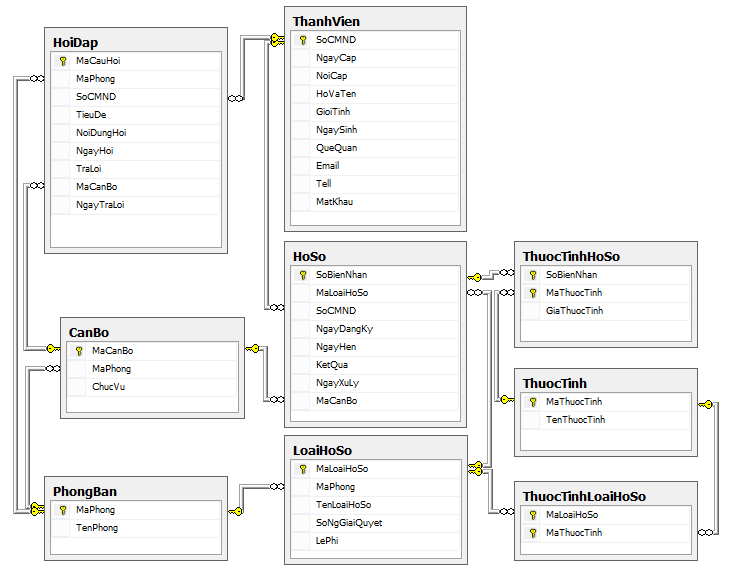 HoiDap
MaCauHoi
MaPhong
SoCMND
TieuDe
NoiDungHoi
NgayHoi
TraLoi
MaCanBo
NgayTraLoi
ThanhVien
SoCMND
NgayCap
NoiCap
HoVaTen
GioiTinh
NgaySinh
QueQuan
Email
Tell
MatKhau
HoSo
SoBienNhan
MaLoaiHoSo
SoCMND
NgayDangKy
NgayHen
KetQua
NgayXuLy
MaCanBo
ThuocTinhHoSo
SoBienNhan
MaThuocTinh
GiaThuocTinh
CanBo
MaCanBo
MaPhong
ChucVu
ThuocTinh
MaThuocTinh
TenThuocTinh
PhongBan
MaPhong
TenPhong
LoaiHoSo
MaLoaiHoSo
MaPhong
TenLoaiHoSo
SoNgGiaiQuyet
LePhi
ThuocTinhLoaiHoSo
MaLoaiHoSo
MaThuocTinh